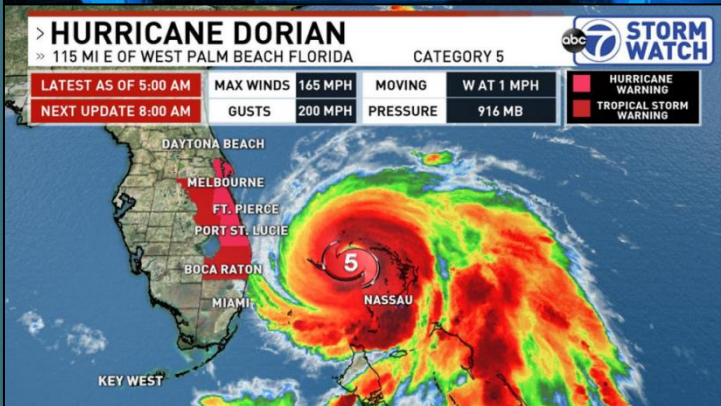 > HURRICANE DORIAN
» 115 MI E OF WEST PALM BEACH FLORIDA CATEGORY 5
abc 7 STORM WATCH
LATEST AS OF 5:00 AM MAX WINDS 165 MPH MOVING W AT 1 MPH
NEXT UPDATE 8:00 AM GUSTS 200 MPH PRESSURE 916 MB
HURRICANE
WARNING
TROPICAL STORM
WARNING
DAYTONA BEACH
MELBOURNE
FT. PIERCE
PORT ST. LUCIE
BOCA RATON
5
MIAMI
NASSAU
KEY WEST